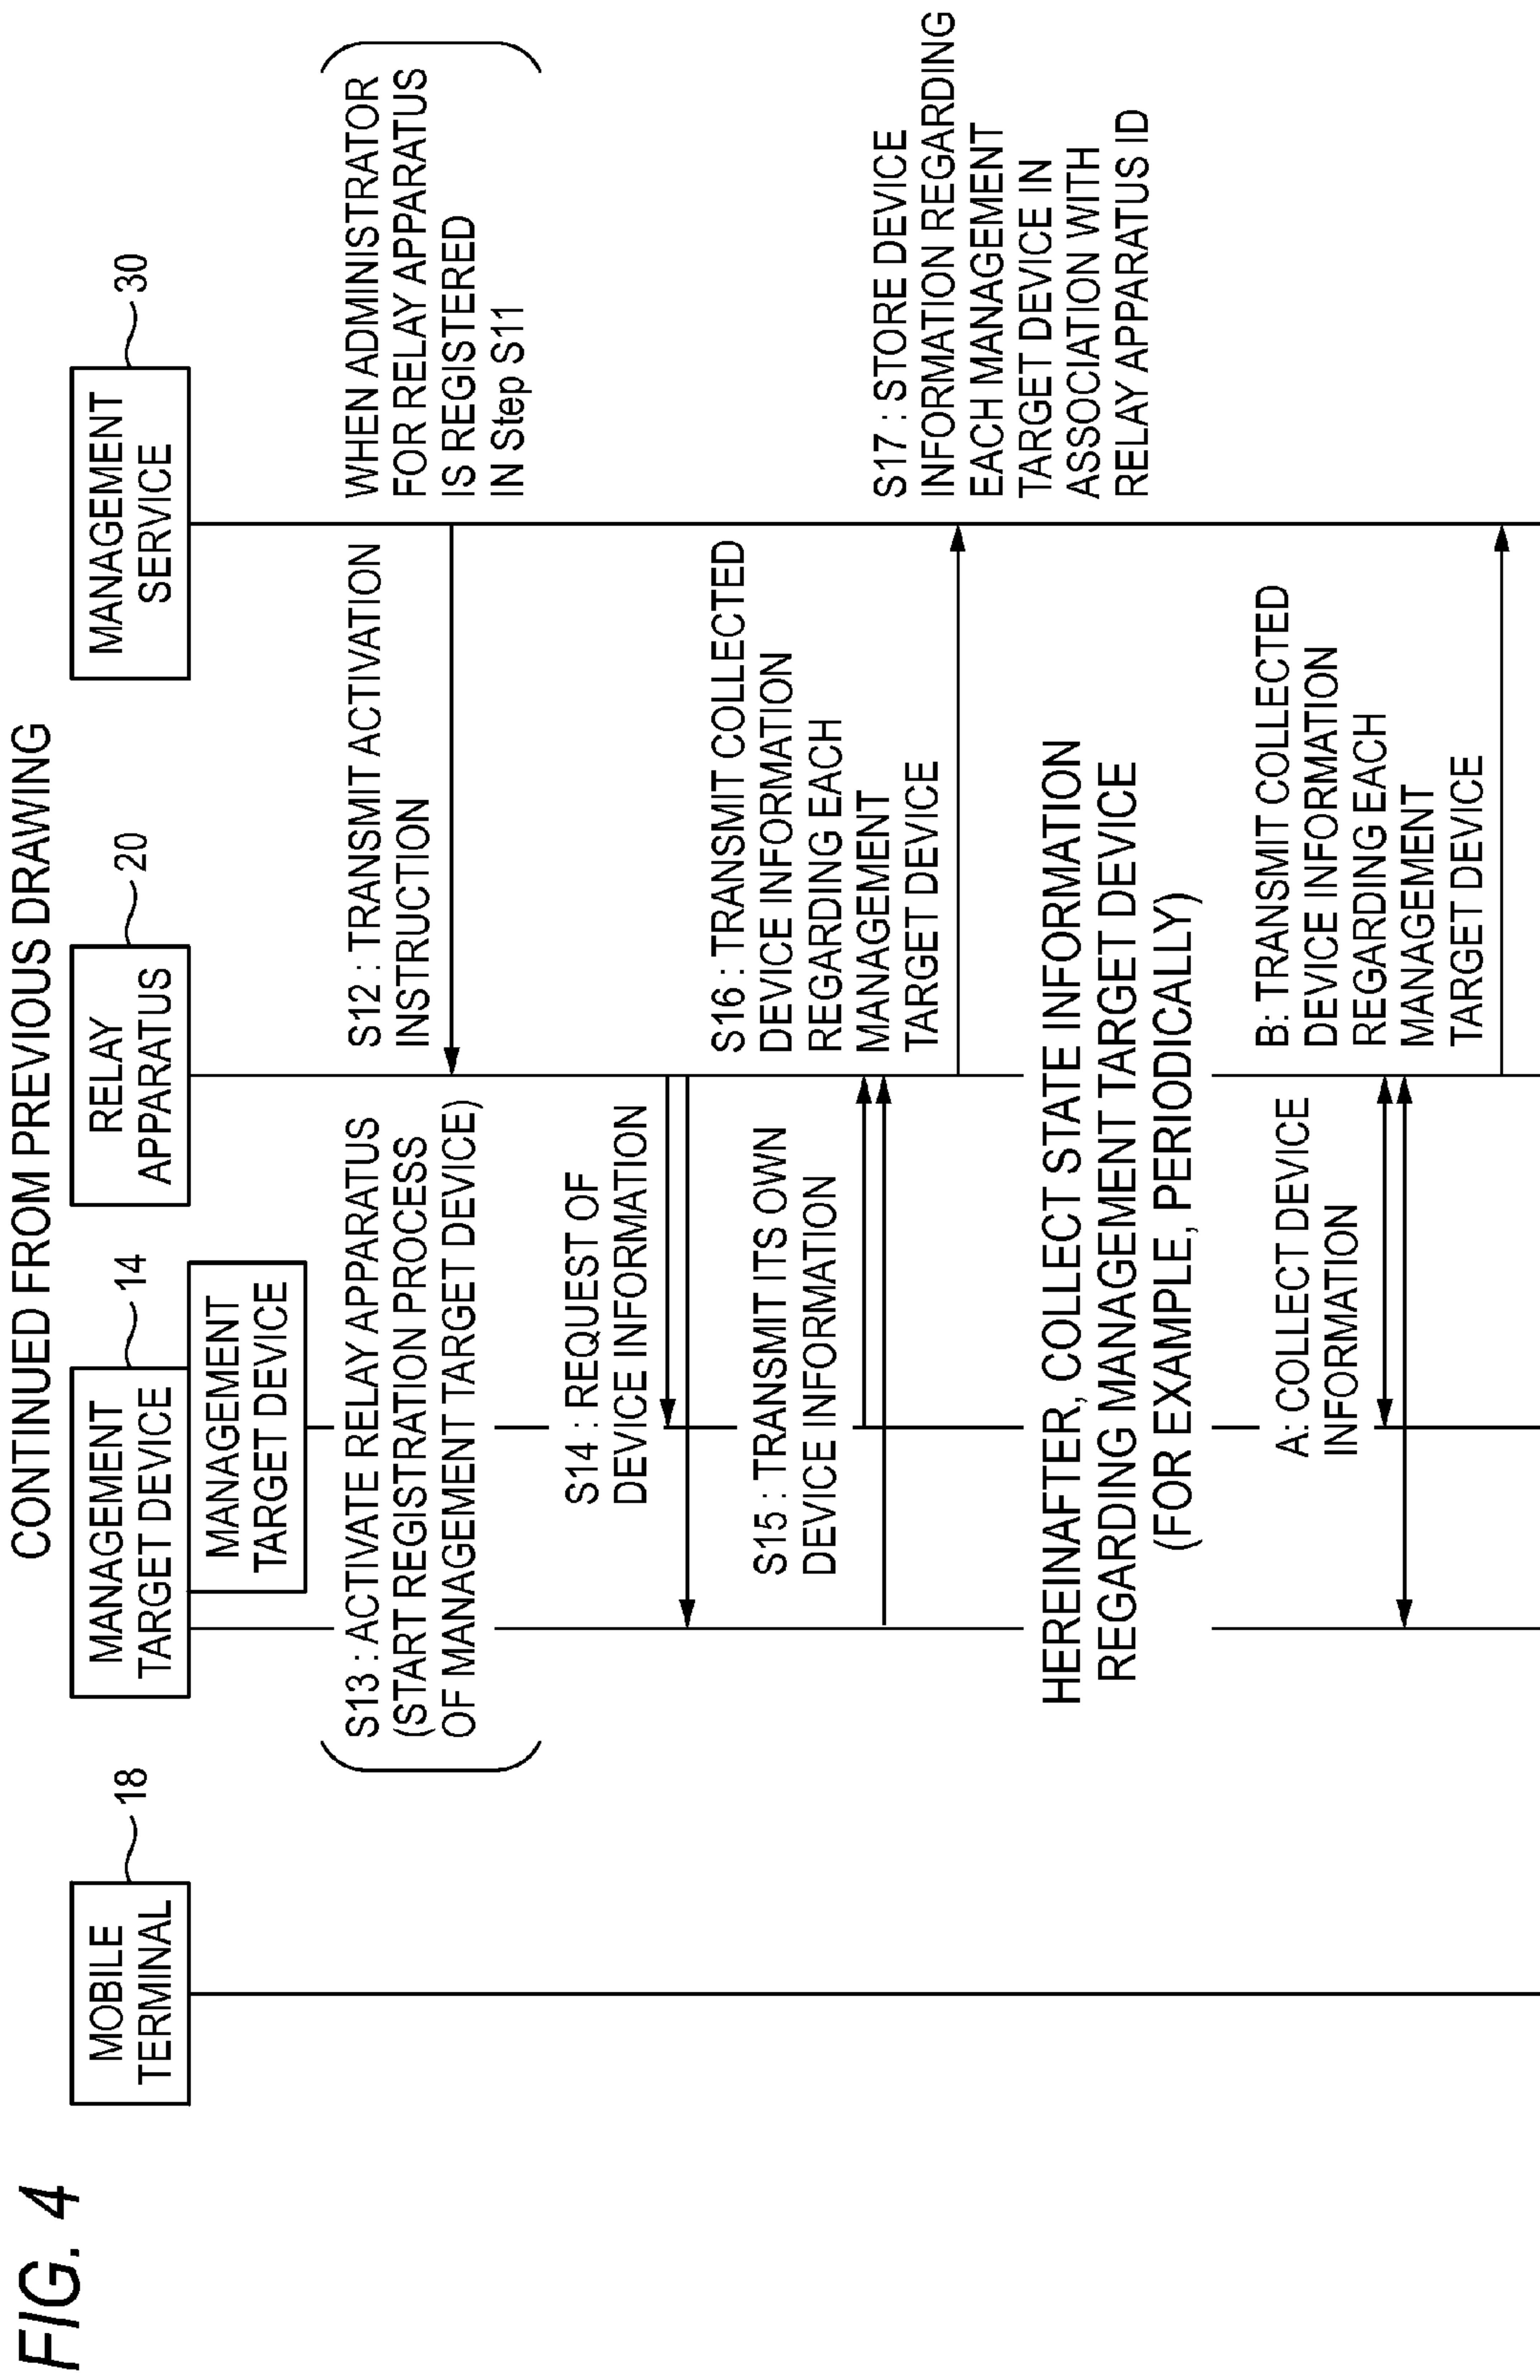 FIG. 4
CONTINUED FROM PREVIOUS DRAWING
18
14
20
30
MOBILE
TERMINAL
MANAGEMENT
TARGET DEVICE
MANAGEMENT
TARGET DEVICE
RELAY
APPARATUS
MANAGEMENT
SERVICE
WHEN ADMINISTRATOR
FOR RELAY APPARATUS
IS REGISTERED
IN Step S11
S12 : TRANSMIT ACTIVATION
INSTRUCTION
S13 : ACTIVATE RELAY APPARATUS
(START REGISTRATION PROCESS
OF MANAGEMENT TARGET DEVICE)
S14 : REQUEST OF
DEVICE INFORMATION
S15 : TRANSMIT ITS OWN
DEVICE INFORMATION
S16 : TRANSMIT COLLECTED
DEVICE INFORMATION
REGARDING EACH
MANAGEMENT
TARGET DEVICE
S17 : STORE DEVICE
INFORMATION REGARDING
EACH MANAGEMENT
TARGET DEVICE IN
ASSOCIATION WITH
RELAY APPARATUS ID
HEREINAFTER, COLLECT STATE INFORMATION
REGARDING MANAGEMENT TARGET DEVICE
(FOR EXAMPLE, PERIODICALLY)
A: COLLECT DEVICE
INFORMATION
B: TRANSMIT COLLECTED
DEVICE INFORMATION
REGARDING EACH
MANAGEMENT
TARGET DEVICE